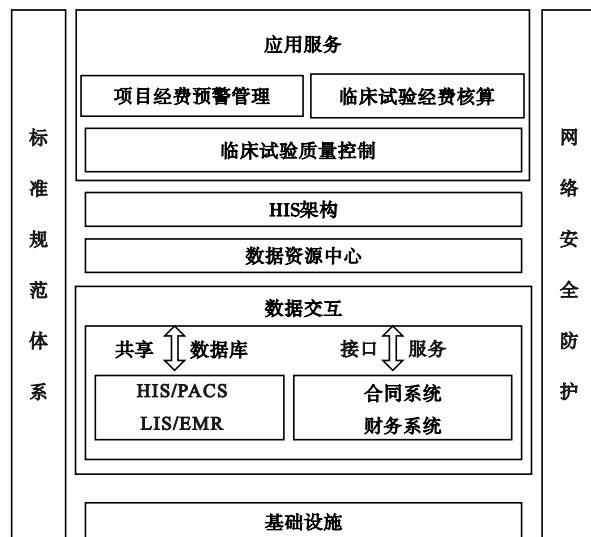 标准规范体系
应用服务
项目经费预警管理 临床试验经费核算
临床试验质量控制
HIS架构
数据资源中心
数据交互
共享 数据库 接口 服务
HIS/PACS 合同系统
LIS/EMR 财务系统
基础设施
网络安全防护